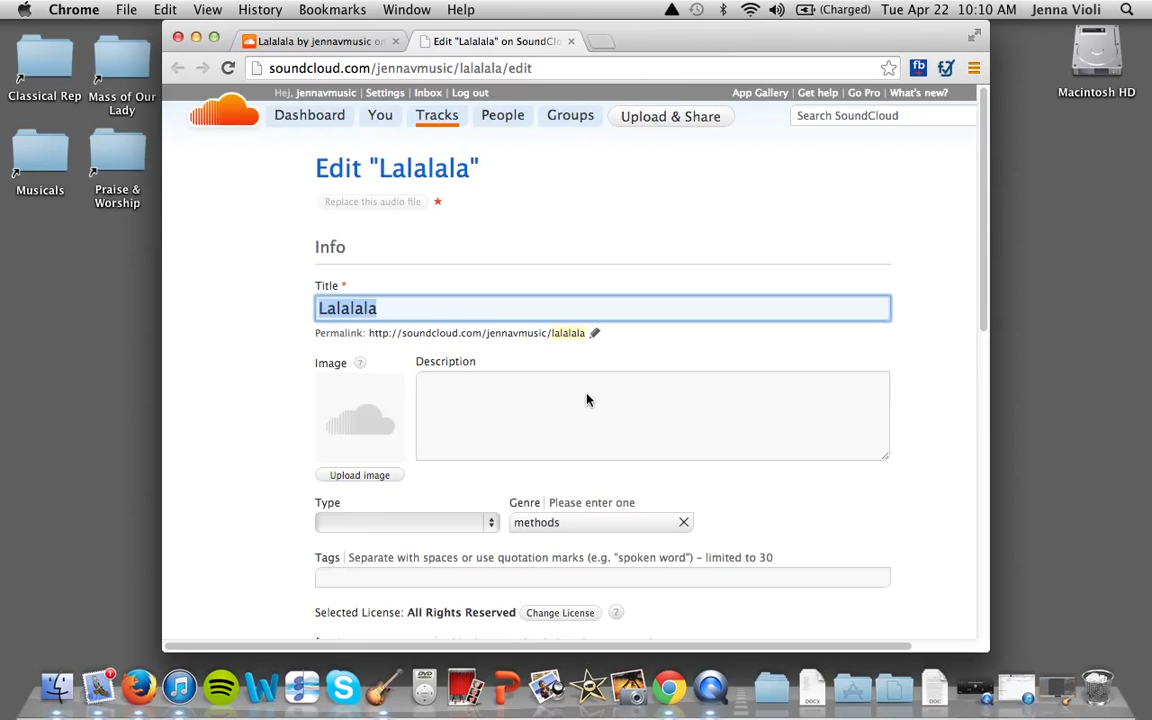 Chrome File Edit View History Bookmarks Window Help (Charged) Tue Apr 22 10:10 AM Jenna Violi
Lalalala by jennavmusic on × Edit "Lalalala" on SoundClo ×
soundcloud.com/jennavmusic/lalalala/edit
Classical Rep
Mass of Our Lady
Musicals
Praise & Worship
Macintosh HD
Hey, jennavmusic Settings Inbox Log out App Gallery Get help Go Pro What's new?
Dashboard You Tracks People Groups Upload & Share Search SoundCloud
Edit "Lalalala"
Replace this audio file
Info
Title *
Lalalala
Permalink: http://soundcloud.com/jennavmusic/lalalala
Image ? Description
Upload image
Type Genre Please enter one
methods
Tags Separate with spaces or use quotation marks (e.g. "spoken word") – limited to 30
Selected License: All Rights Reserved Change License ?
DOCX
DOC